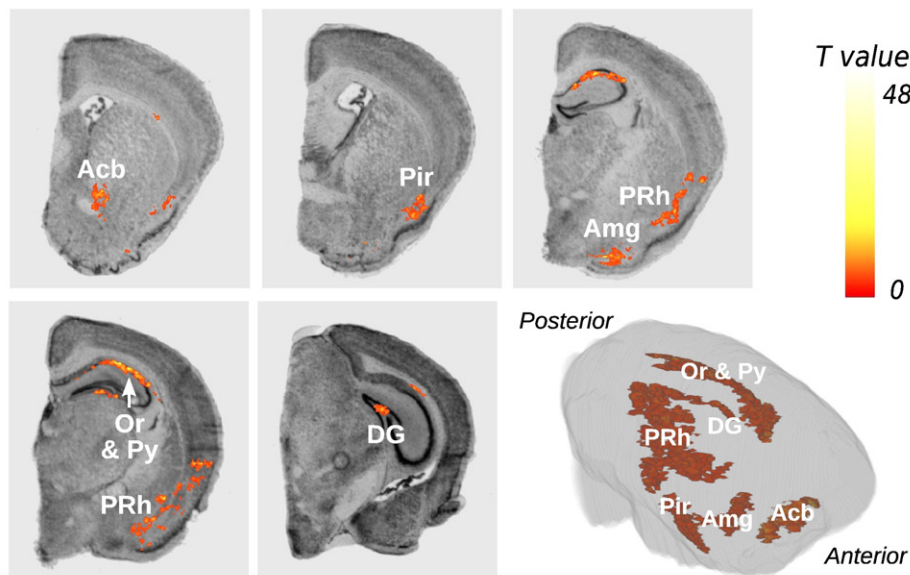 T value
48
0
Acb
Pir
PRh
Amg
Or
& Py
PRh
DG
Posterior
Or & Py
DG
PRh
Pir
Amg
Acb
Anterior